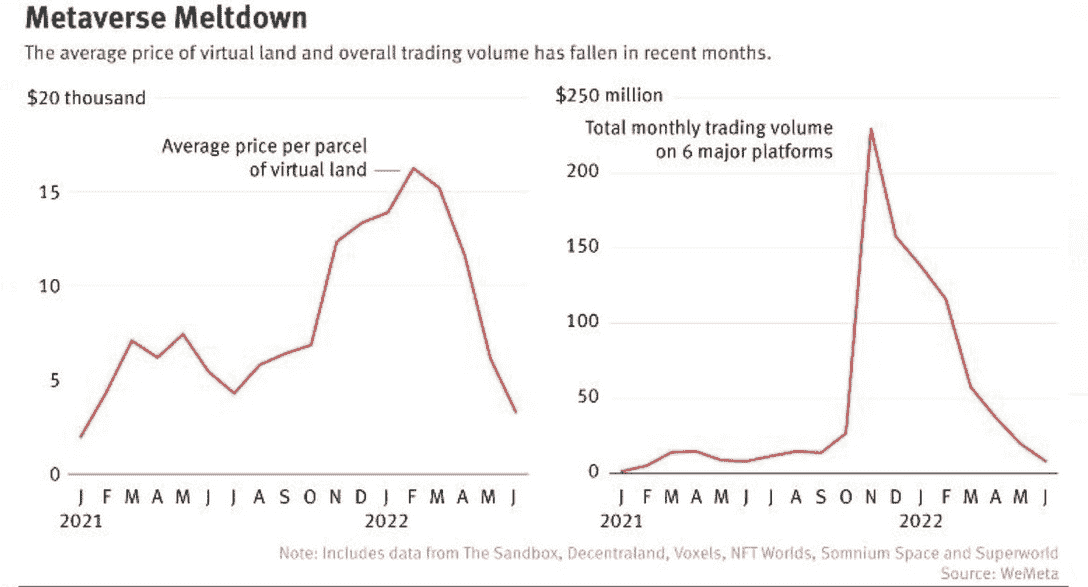 Metaverse Meltdown
The average price of virtual land and overall trading volume has fallen in recent months.
$20 thousand
Average price per parcel
of virtual land
15
10
5
0
J F M A M J J A S O N D J F M A M J
2021 2022
$250 million
Total monthly trading volume
on 6 major platforms
200
150
100
50
0
J F M A M J J A S O N D J F M A M J
2021 2022
Note: Includes data from The Sandbox, Decentraland, Voxels, NFT Worlds, Somnium Space and Superworld
Source: WeMeta